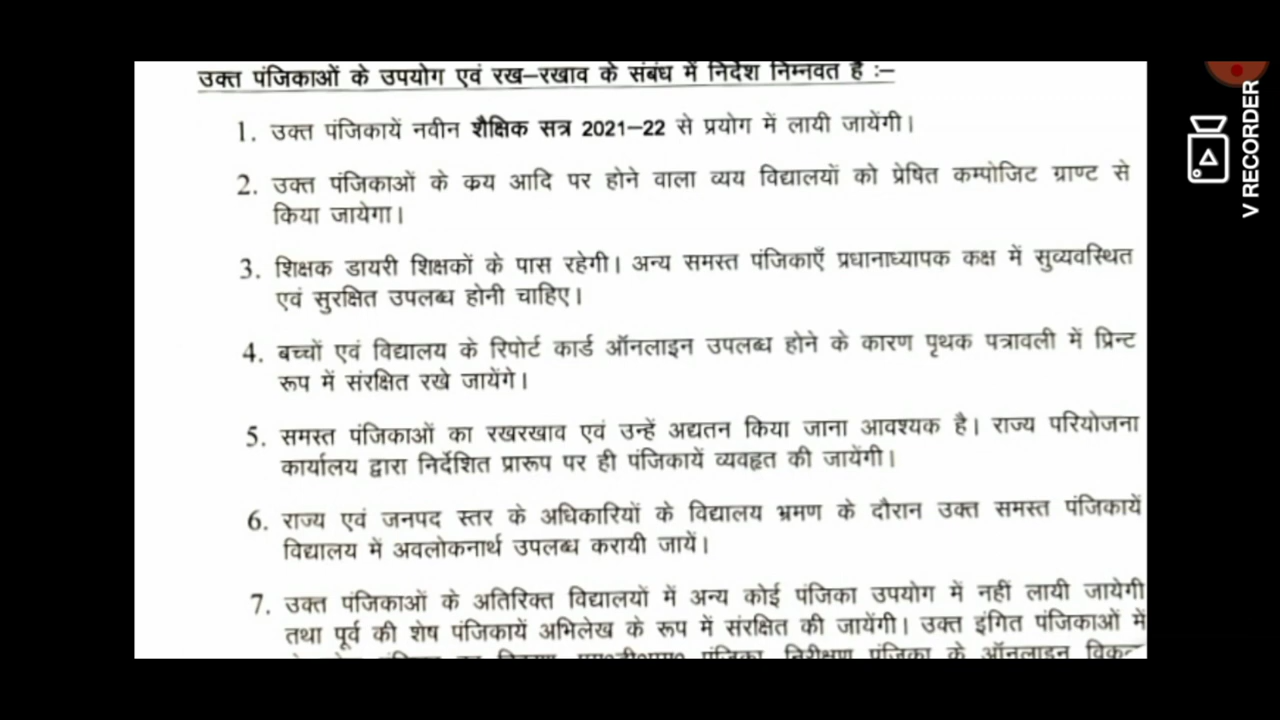 उक्त पंजिकाओं के उपयोग एवं रख–रखाव के संबंध में निर्देश निम्नवत हैं :–
1. उक्त पंजिकायें नवीन शैक्षिक सत्र 2021–22 से प्रयोग में लायी जायेंगी।
2. उक्त पंजिकाओं के क्रय आदि पर होने वाला व्यय विद्यालयों को प्रेषित कम्पोजिट ग्राण्ट से
किया जायेगा।
3. शिक्षक डायरी शिक्षकों के पास रहेगी। अन्य समस्त पंजिकाएँ प्रधानाध्यापक कक्ष में सुव्यवस्थित
एवं सुरक्षित उपलब्ध होनी चाहिए।
4. बच्चों एवं विद्यालय के रिपोर्ट कार्ड ऑनलाइन उपलब्ध होने के कारण पृथक पत्रावली में प्रिन्ट
रूप में संरक्षित रखे जायेंगे।
5. समस्त पंजिकाओं का रखरखाव एवं उन्हें अद्यतन किया जाना आवश्यक है। राज्य परियोजना
कार्यालय द्वारा निर्देशित प्रारूप पर ही पंजिकायें व्यवहृत की जायेंगी।
6. राज्य एवं जनपद स्तर के अधिकारियों के विद्यालय भ्रमण के दौरान उक्त समस्त पंजिकायें
विद्यालय में अवलोकनार्थ उपलब्ध करायी जायें।
7. उक्त पंजिकाओं के अतिरिक्त विद्यालयों में अन्य कोई पंजिका उपयोग में नहीं लायी जायेगी
तथा पूर्व की शेष पंजिकायें अभिलेख के रूप में संरक्षित की जायेंगी। उक्त इंगित पंजिकाओं में
पंजिका निरीक्षण पंजिका के ऑनलाइन
V RECORDER